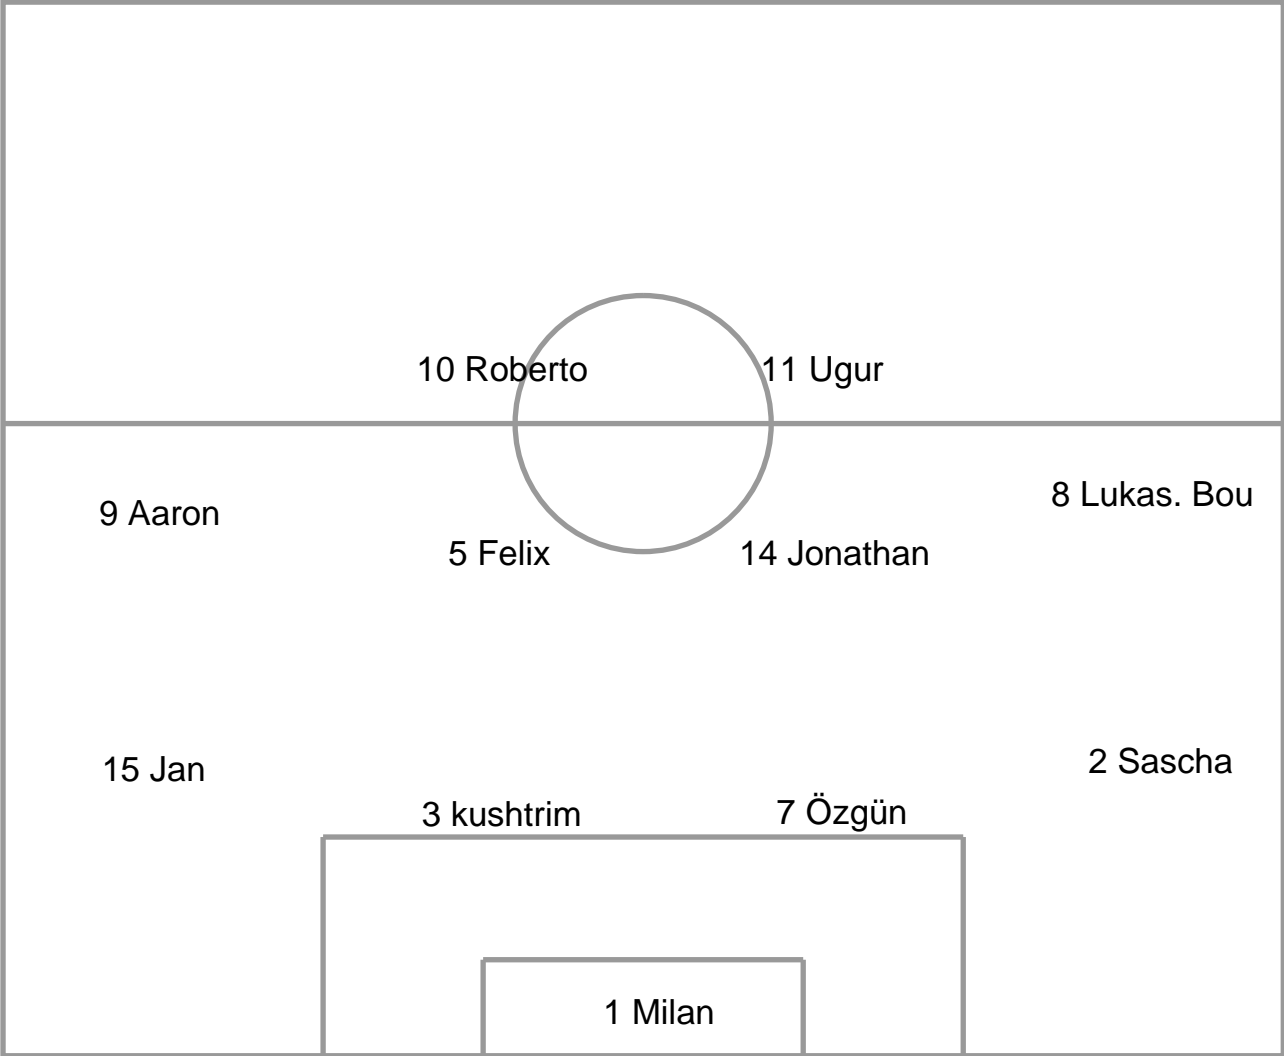 10 Roberto
11 Ugur
9 Aaron
8 Lukas. Bou
5 Felix
14 Jonathan
15 Jan
2 Sascha
3 kushtrim
7 Özgün
1 Milan